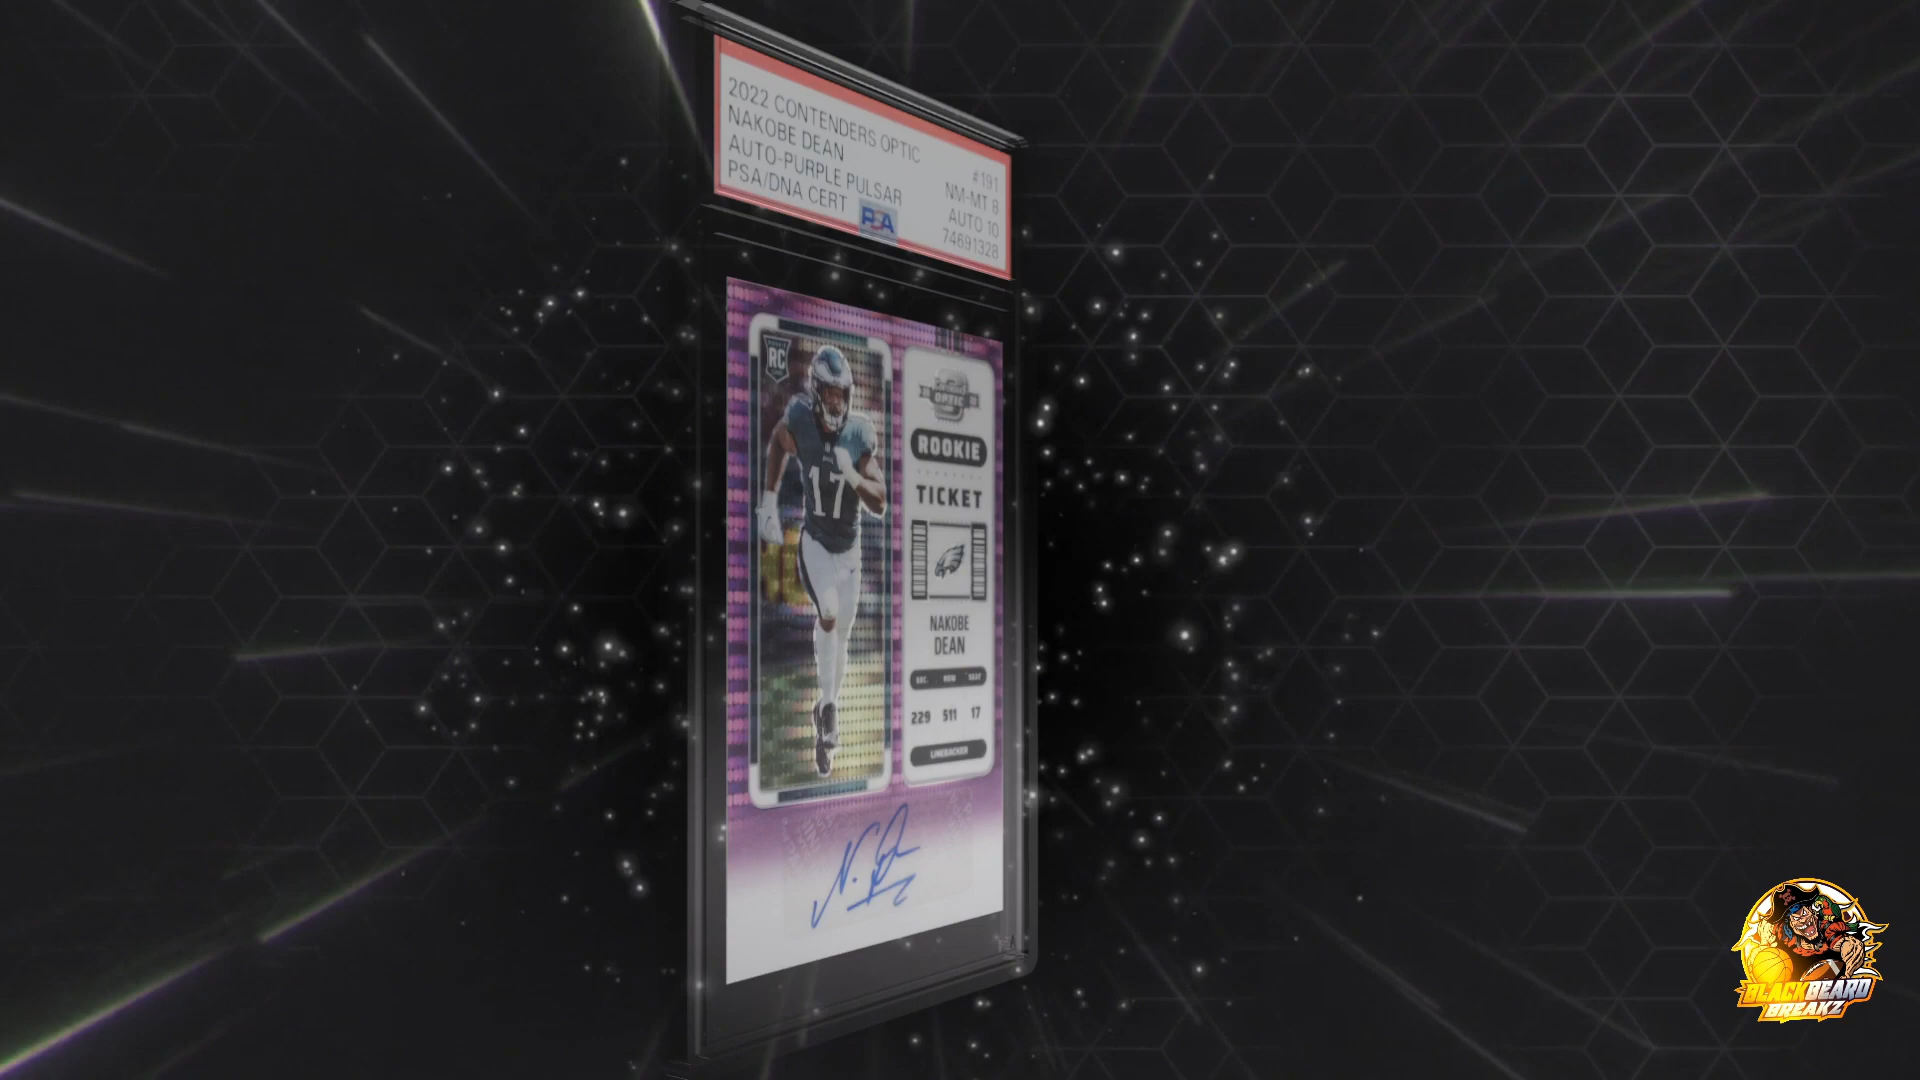 2022 CONTENDERS OPTIC
#191
NAKOBE DEAN
NM-MT 8
AUTO-PURPLE PULSAR
AUTO 10
PSA/DNA CERT
74691328
PSA
RC
17
OPTIC
ROOKIE
TICKET
NAKOBE
DEAN
SEC. ROW SEAT
229 511 17
LINEBACKER
BLACKBEARD
BREAKZ